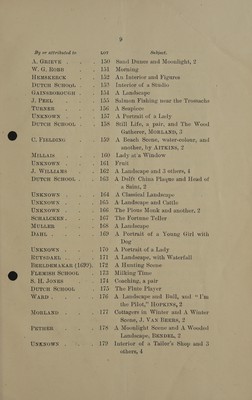 9
By or attributed to LOT Subject.
A. GRIEVE . . . 150 Sand Dunes and Moonlight, 2
W. G. ROHD . . 151 Morning
HEEMSKERCK . . 152 An Interior and Figures
DUTCH SCHOOL . 153 Interior of a Studio
GAINSBOROUGH . 154 A Landscape
J. PEEL . . . 155 Salmon Fishing near the Trossachs
TURNER . . . 156 A Seapiece
UNKNOWN . . . 157 A Portrait of a Lady
DUTCH SCHOOL . 158 Still Life, a pair, and The Wood
Gatherer, MORLAND, 3
C. FIELDING . . 159 A Beach Scene, water-colour, and
another, by AITKINS, 2
MILLAIS . . . 160 Lady at a Window
UNKNOWN . . . 161 Fruit
J. WILLIAMS . . 162 A Landscape and 3 others, 4
DUTCH SCHOOL . 163 A Delft China Plaque and Head of
a Saint, 2
UNKNOWN . . . 164 A Classical Landscape
UNKNOWN . . . 165 A Landscape and Cattle
UNKNOWN . . . 166 The Pious Monk and another, 2
SCHALCKEN . . 167 The Fortune Teller
MULLER . . . 168 A Landscape
DAHL . . . . 169 A Portrait of a Young Girl with
Dog
UNKNOWN . . . 170 A Portrait of a Lady
RUYSDAEL . . . 171 A Landscape, with Waterfall
BEELDEMAKAR (1639). 172 A Hunting Scene
FLEMISH SCHOOL 173 Milking Time
S. H. JONES . . 174 Coaching, a pair
DUTCH SCHOOL . 175 The Flute Player
WARD . . . . 176 A Landscape and Bull, and "I'm
the Pilot," HOPKINS, 2
MORLAND . . . 177 Cottagers in Winter and A Winter
Scene, J. VAN BEERS, 2
PETHER . . . 178 A Moonlight Scene and A Wooded
Landscape, BENDEL, 2
UNKNOWN . . . 179 Interior of a Tailor's Shop and 3
others, 4